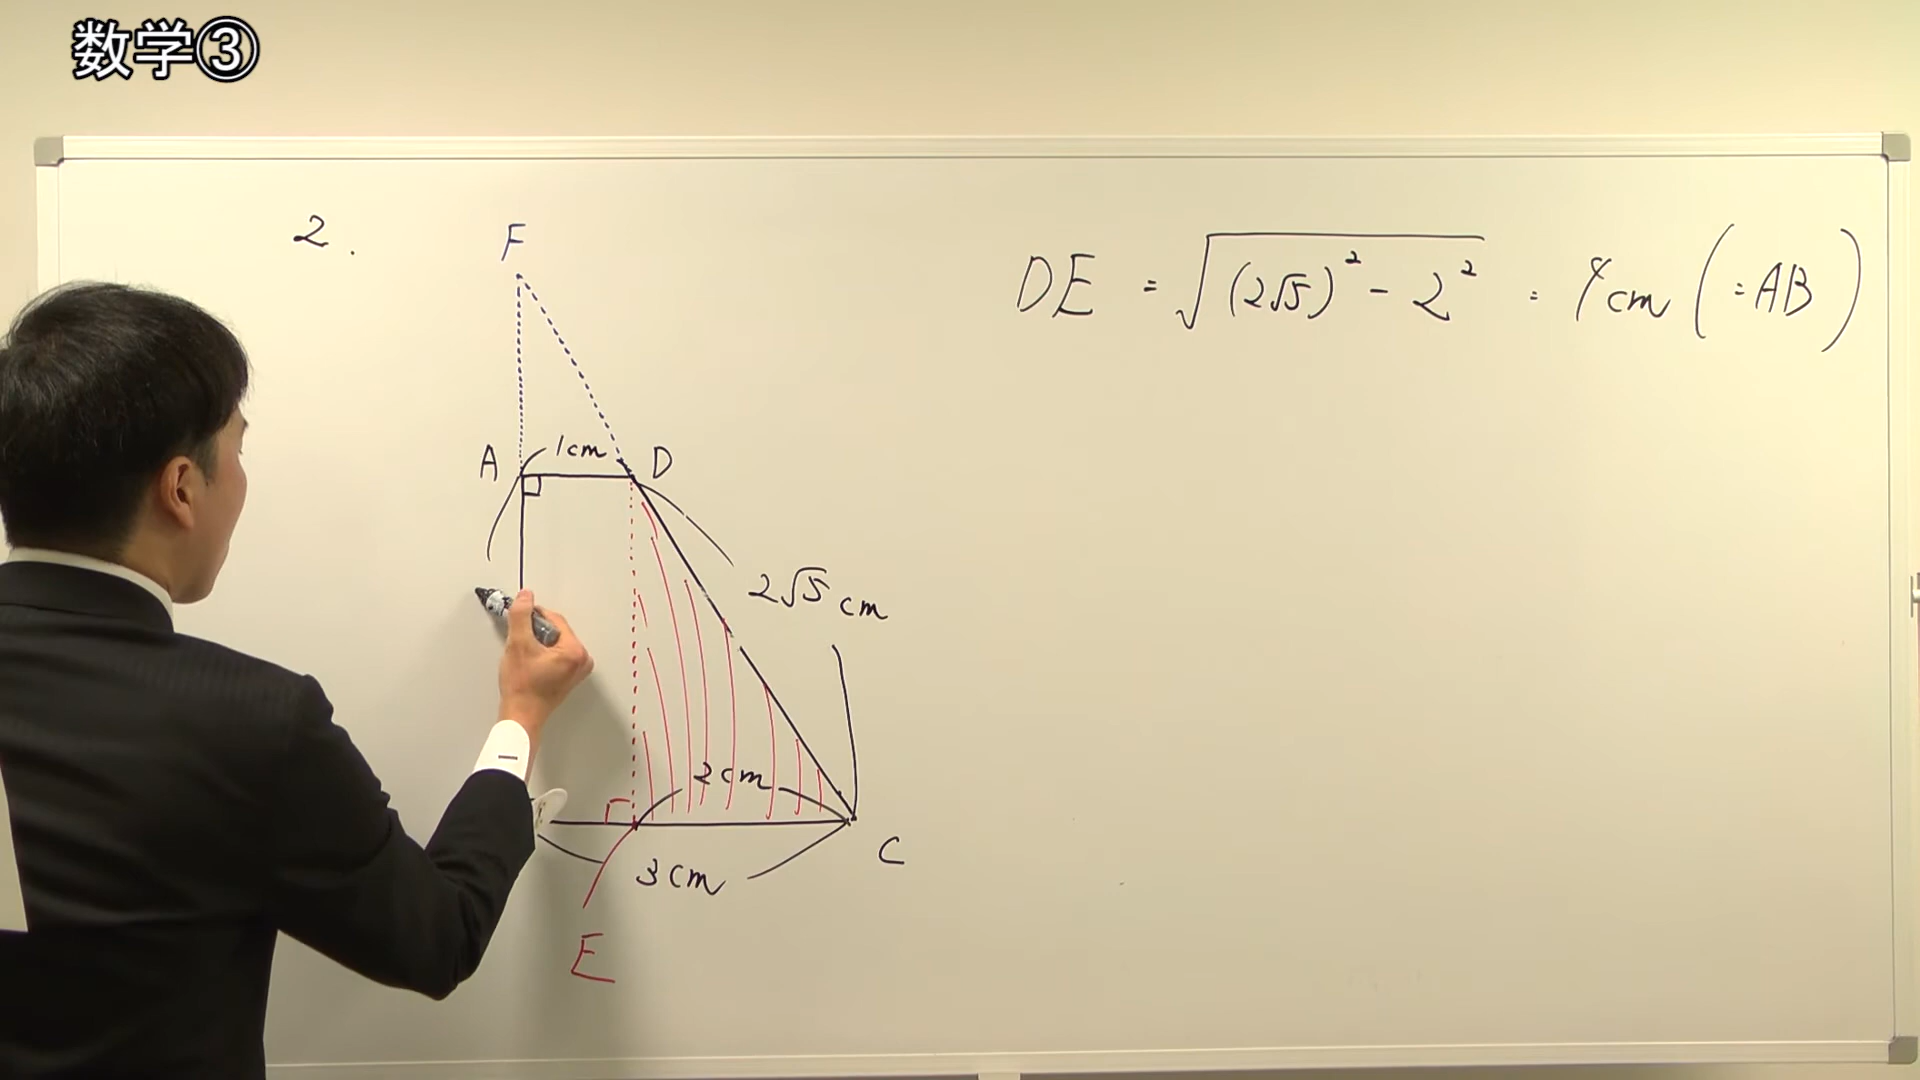 数学③
2.
F
DE = √(2√5)² - 2² = 4cm (=AB)
A
1cm
D
2√5 cm
2cm
3cm
C
E